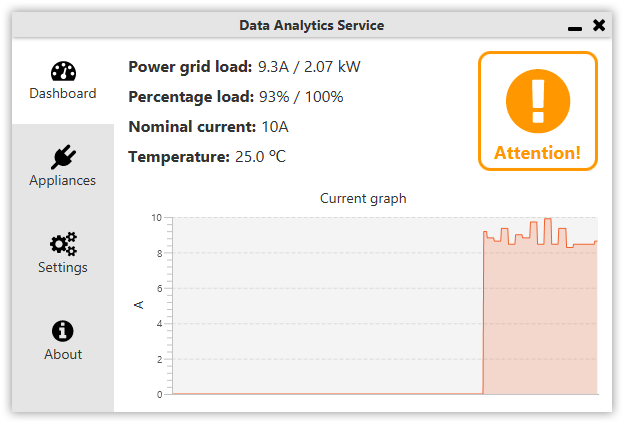 Data Analytics Service
Dashboard
Appliances
Settings
About
Power grid load: 9.3A / 2.07 kW
Percentage load: 93% / 100%
Nominal current: 10A
Temperature: 25.0 ºC
Attention!
Current graph
10
8
6
4
2
0
A